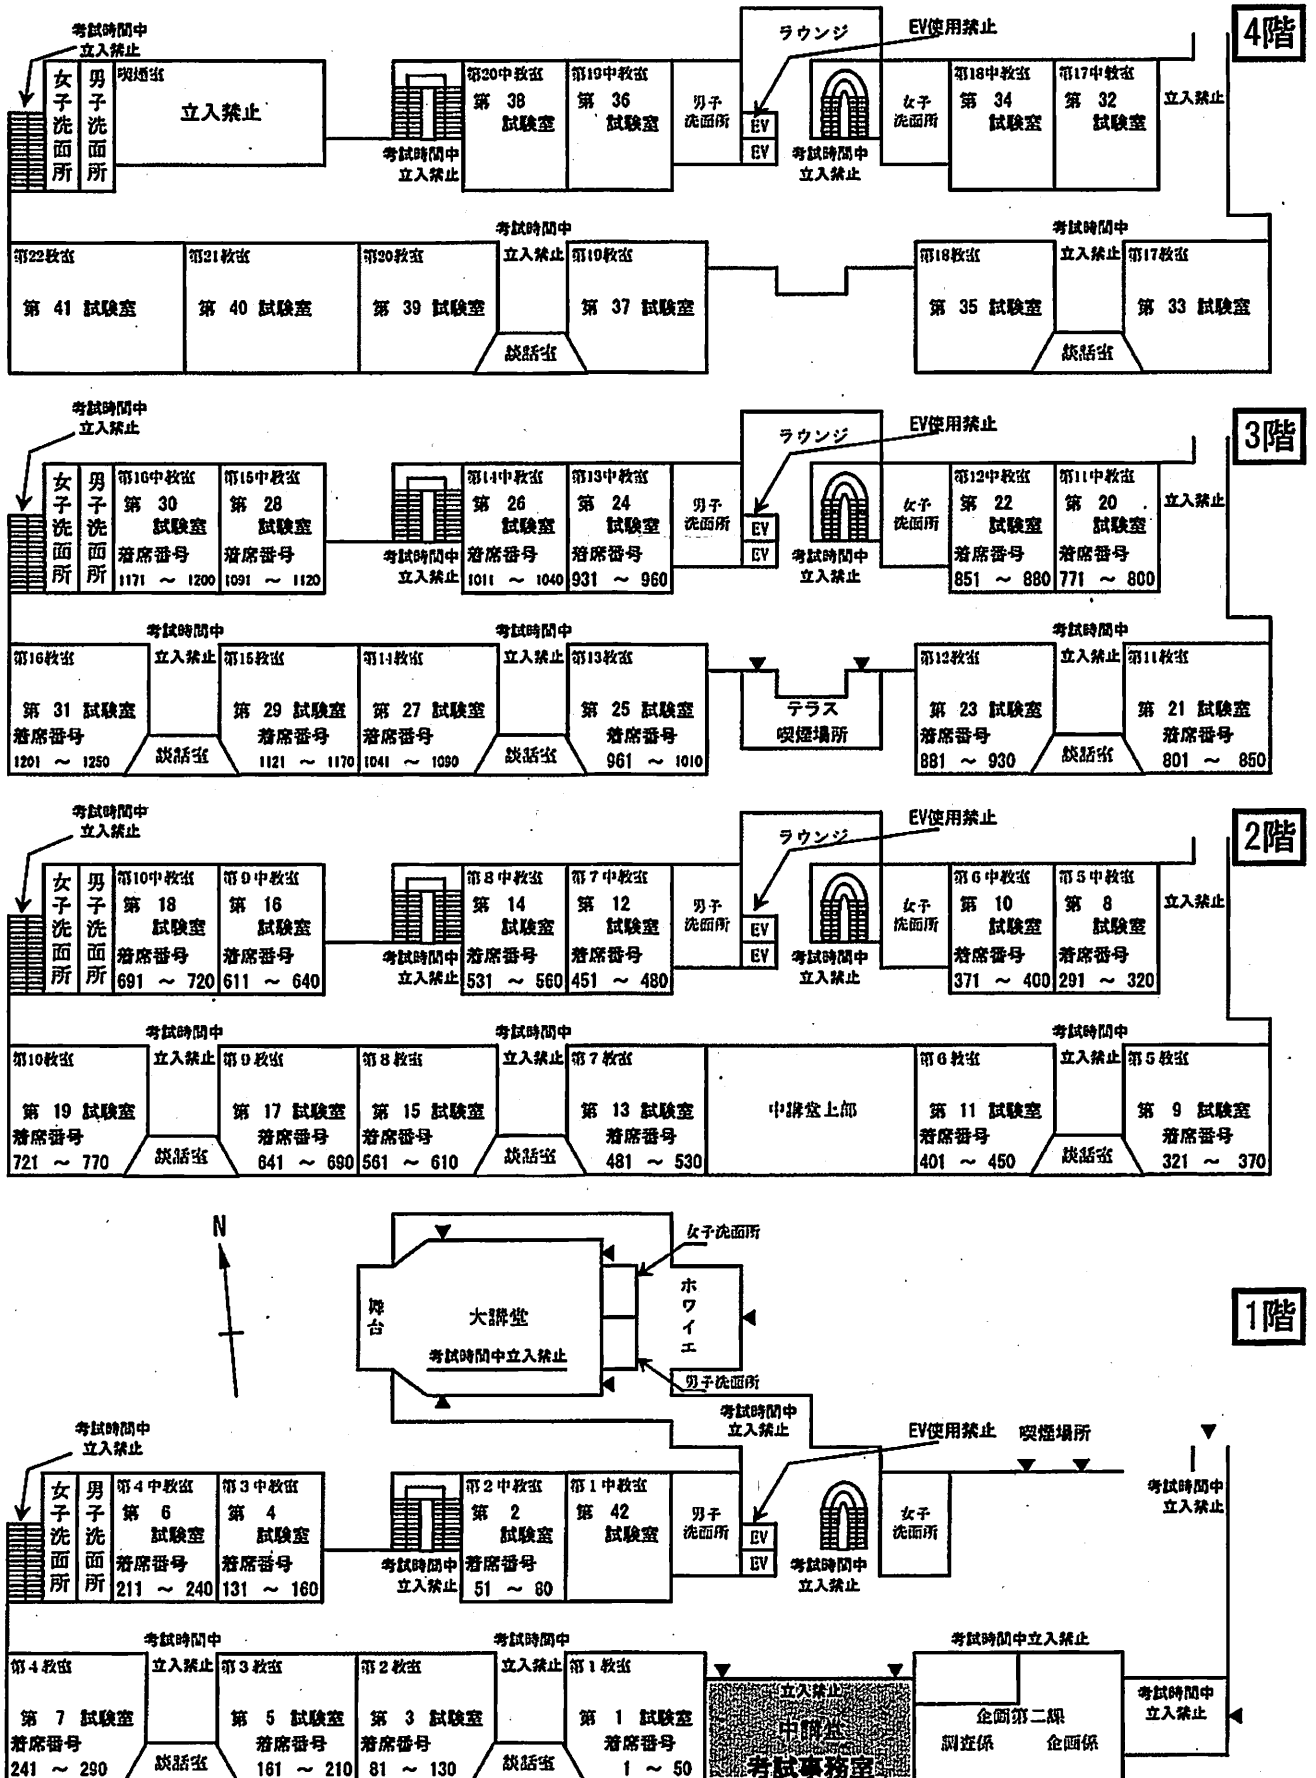 4階
考試時間中
立入禁止
ラウンジ
EV使用禁止
女子洗面所
男子洗面所
喫煙室
立入禁止
考試時間中
立入禁止
第20中教室
第 38
試験室
第19中教室
第 36
試験室
男子
洗面所
EV
EV
考試時間中
立入禁止
女子
洗面所
第18中教室
第 34
試験室
第17中教室
第 32
試験室
立入禁止
第22教室
第 41 試験室
第21教室
第 40 試験室
第20教室
第 39 試験室
考試時間中
立入禁止
談話室
第19教室
第 37 試験室
第18教室
第 35 試験室
考試時間中
立入禁止
談話室
第17教室
第 33 試験室
3階
考試時間中
立入禁止
ラウンジ
EV使用禁止
女子洗面所
男子洗面所
第16中教室
第 30
試験室
着席番号
1171 ～ 1200
第15中教室
第 28
試験室
着席番号
1091 ～ 1120
考試時間中
立入禁止
第14中教室
第 26
試験室
着席番号
1011 ～ 1040
第13中教室
第 24
試験室
着席番号
931 ～ 960
男子
洗面所
EV
EV
考試時間中
立入禁止
女子
洗面所
第12中教室
第 22
試験室
着席番号
851 ～ 880
第11中教室
第 20
試験室
着席番号
771 ～ 800
立入禁止
第16教室
第 31 試験室
着席番号
1201 ～ 1250
考試時間中
立入禁止
談話室
第15教室
第 29 試験室
着席番号
1121 ～ 1170
第14教室
第 27 試験室
着席番号
1041 ～ 1090
考試時間中
立入禁止
談話室
第13教室
第 25 試験室
着席番号
961 ～ 1010
テラス
喫煙場所
第12教室
第 23 試験室
着席番号
881 ～ 930
考試時間中
立入禁止
談話室
第11教室
第 21 試験室
着席番号
801 ～ 850
2階
考試時間中
立入禁止
ラウンジ
EV使用禁止
女子洗面所
男子洗面所
第10中教室
第 18
試験室
着席番号
691 ～ 720
第9中教室
第 16
試験室
着席番号
611 ～ 640
考試時間中
立入禁止
第8中教室
第 14
試験室
着席番号
531 ～ 560
第7中教室
第 12
試験室
着席番号
451 ～ 480
男子
洗面所
EV
EV
考試時間中
立入禁止
女子
洗面所
第6中教室
第 10
試験室
着席番号
371 ～ 400
第5中教室
第 8
試験室
着席番号
291 ～ 320
立入禁止
第10教室
第 19 試験室
着席番号
721 ～ 770
考試時間中
立入禁止
談話室
第9教室
第 17 試験室
着席番号
641 ～ 690
第8教室
第 15 試験室
着席番号
561 ～ 610
考試時間中
立入禁止
談話室
第7教室
第 13 試験室
着席番号
481 ～ 530
中講堂上部
第6教室
第 11 試験室
着席番号
401 ～ 450
考試時間中
立入禁止
談話室
第5教室
第 9 試験室
着席番号
321 ～ 370
1階
N
舞台
大講堂
考試時間中立入禁止
女子洗面所
ホワイエ
男子洗面所
考試時間中
立入禁止
考試時間中
立入禁止
EV使用禁止
喫煙場所
女子洗面所
男子洗面所
第4中教室
第 6
試験室
着席番号
211 ～ 240
第3中教室
第 4
試験室
着席番号
131 ～ 160
考試時間中
立入禁止
第2中教室
第 2
試験室
着席番号
51 ～ 80
第1中教室
第 42
試験室
男子
洗面所
EV
EV
考試時間中
立入禁止
女子
洗面所
考試時間中
立入禁止
第4教室
第 7 試験室
着席番号
241 ～ 290
考試時間中
立入禁止
談話室
第3教室
第 5 試験室
着席番号
161 ～ 210
第2教室
第 3 試験室
着席番号
81 ～ 130
考試時間中
立入禁止
談話室
第1教室
第 1 試験室
着席番号
1 ～ 50
立入禁止
中講堂
考試事務室
考試時間中立入禁止
企画第二課
調査係 企画係
考試時間中
立入禁止